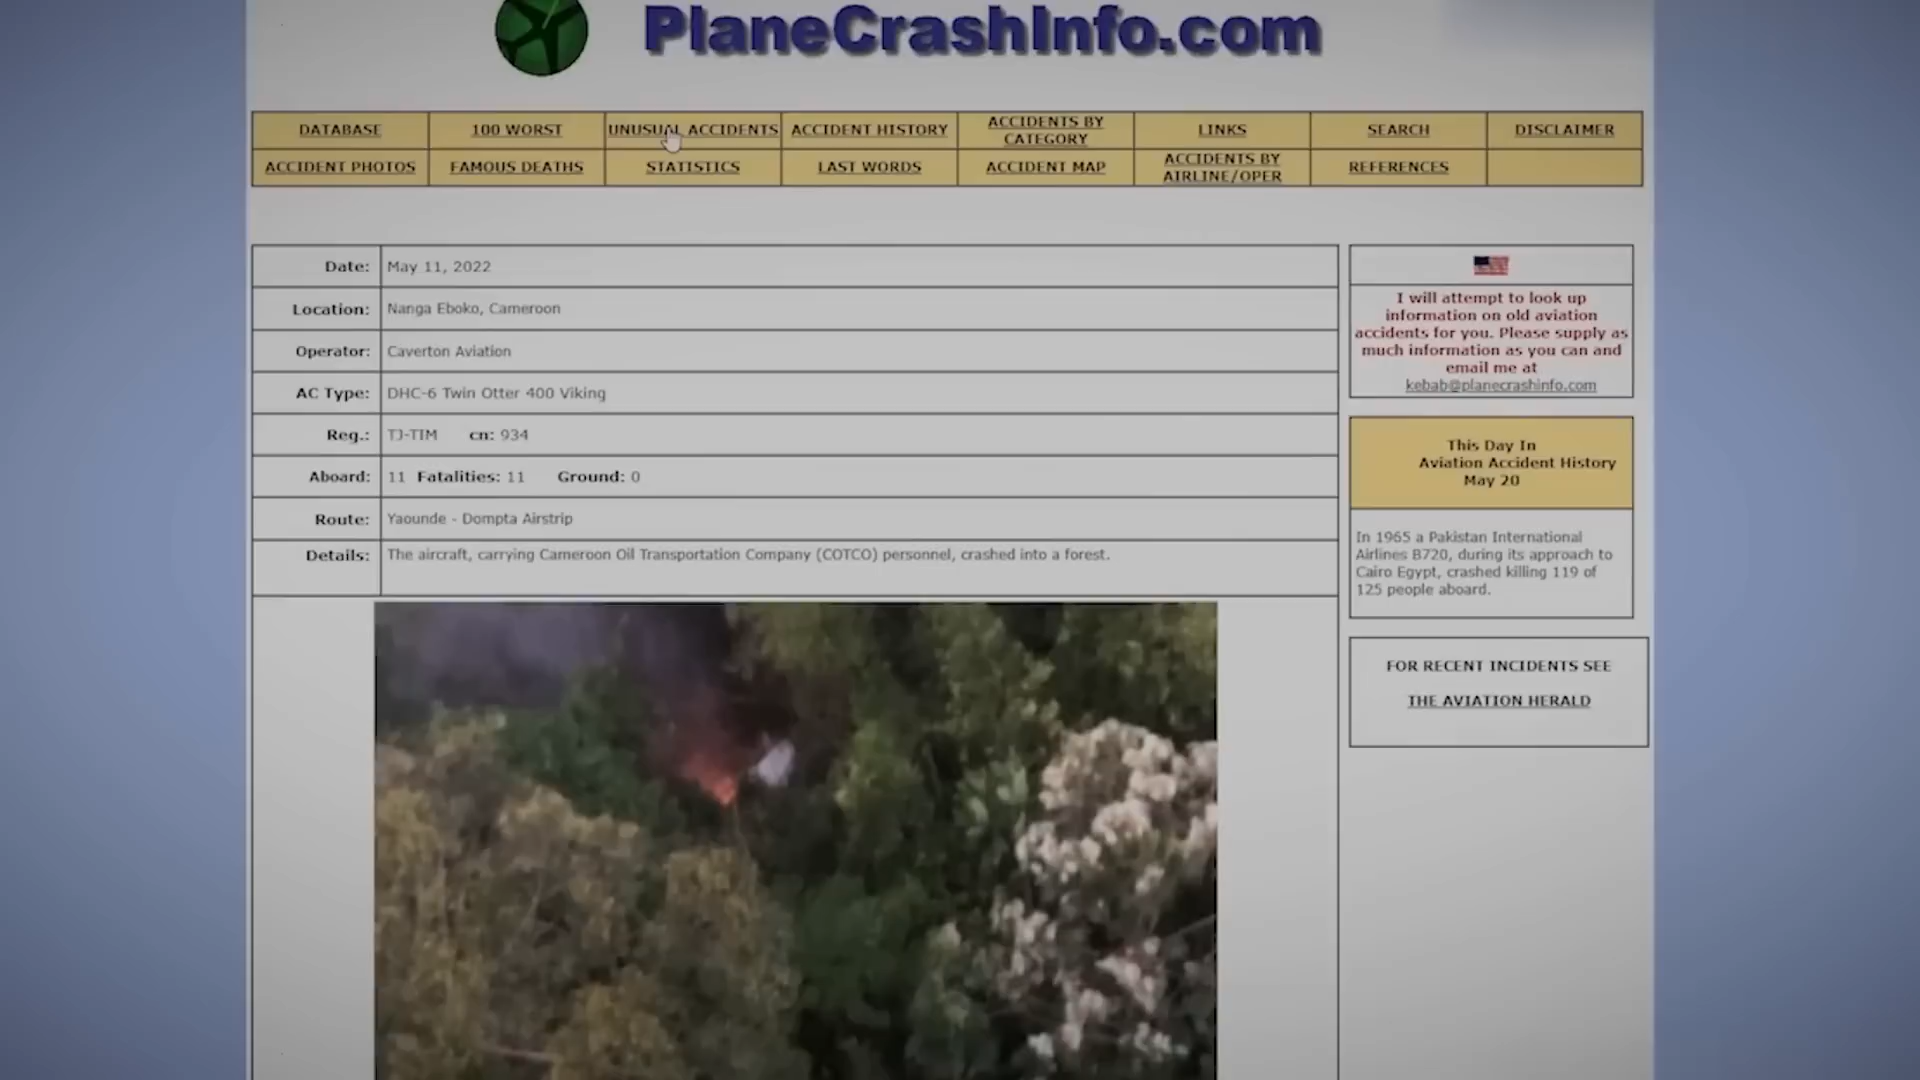 PlaneCrashInfo.com
DATABASE
100 WORST
UNUSUAL ACCIDENTS
ACCIDENT HISTORY
ACCIDENTS BY
CATEGORY
LINKS
SEARCH
DISCLAIMER
ACCIDENT PHOTOS
FAMOUS DEATHS
STATISTICS
LAST WORDS
ACCIDENT MAP
ACCIDENTS BY
AIRLINE/OPER
REFERENCES
Date: May 11, 2022
Location: Nanga Eboko, Cameroon
Operator: Caverton Aviation
AC Type: DHC-6 Twin Otter 400 Viking
Reg.: TJ-TIM cn: 934
Aboard: 11 Fatalities: 11 Ground: 0
Route: Yaounde - Dompta Airstrip
Details: The aircraft, carrying Cameroon Oil Transportation Company (COTCO) personnel, crashed into a forest.
I will attempt to look up
information on old aviation
accidents for you. Please supply as
much information as you can and
email me at
kebab@planecrashinfo.com
This Day In
Aviation Accident History
May 20
In 1965 a Pakistan International
Airlines B720, during its approach to
Cairo Egypt, crashed killing 119 of
125 people aboard.
FOR RECENT INCIDENTS SEE
THE AVIATION HERALD